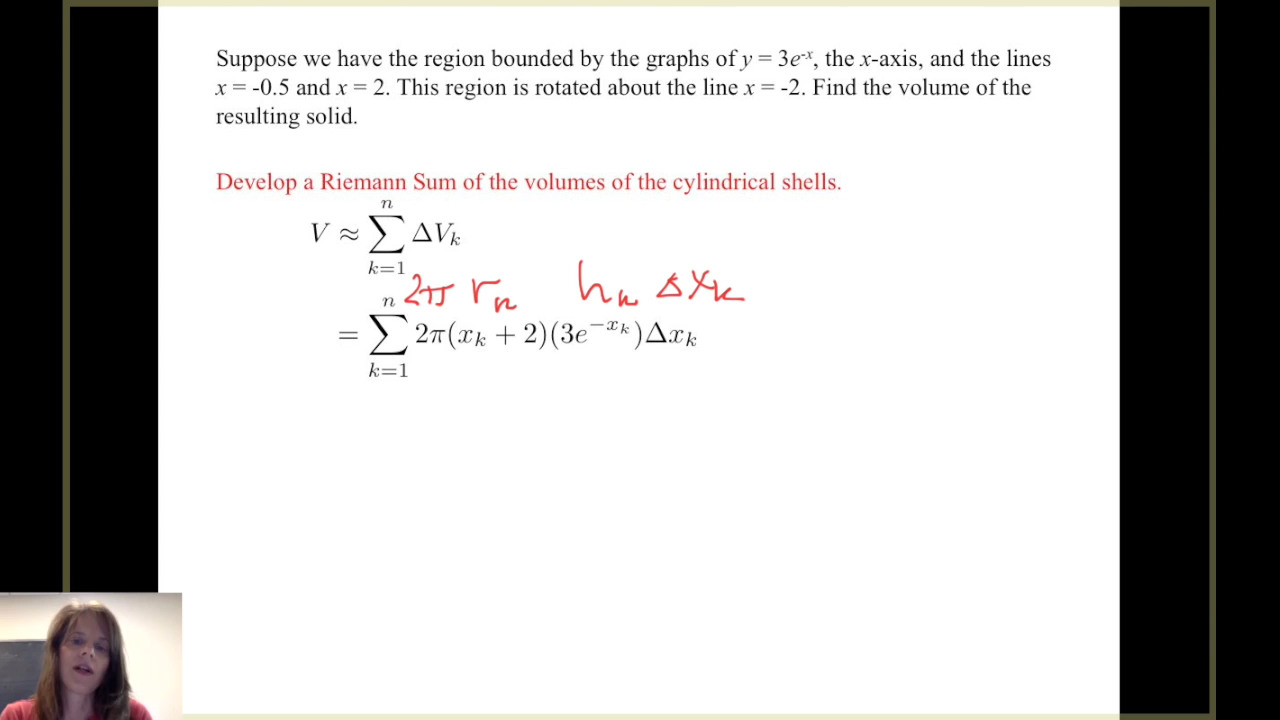 Suppose we have the region bounded by the graphs of y = 3e⁻ˣ, the x-axis, and the lines
x = -0.5 and x = 2. This region is rotated about the line x = -2. Find the volume of the
resulting solid.
Develop a Riemann Sum of the volumes of the cylindrical shells.
V ≈ \sum_{k=1}^{n} ΔV_k
2π r_k h_k Δx_k
= \sum_{k=1}^{n} 2π(x_k + 2)(3e^{-x_k})Δx_k